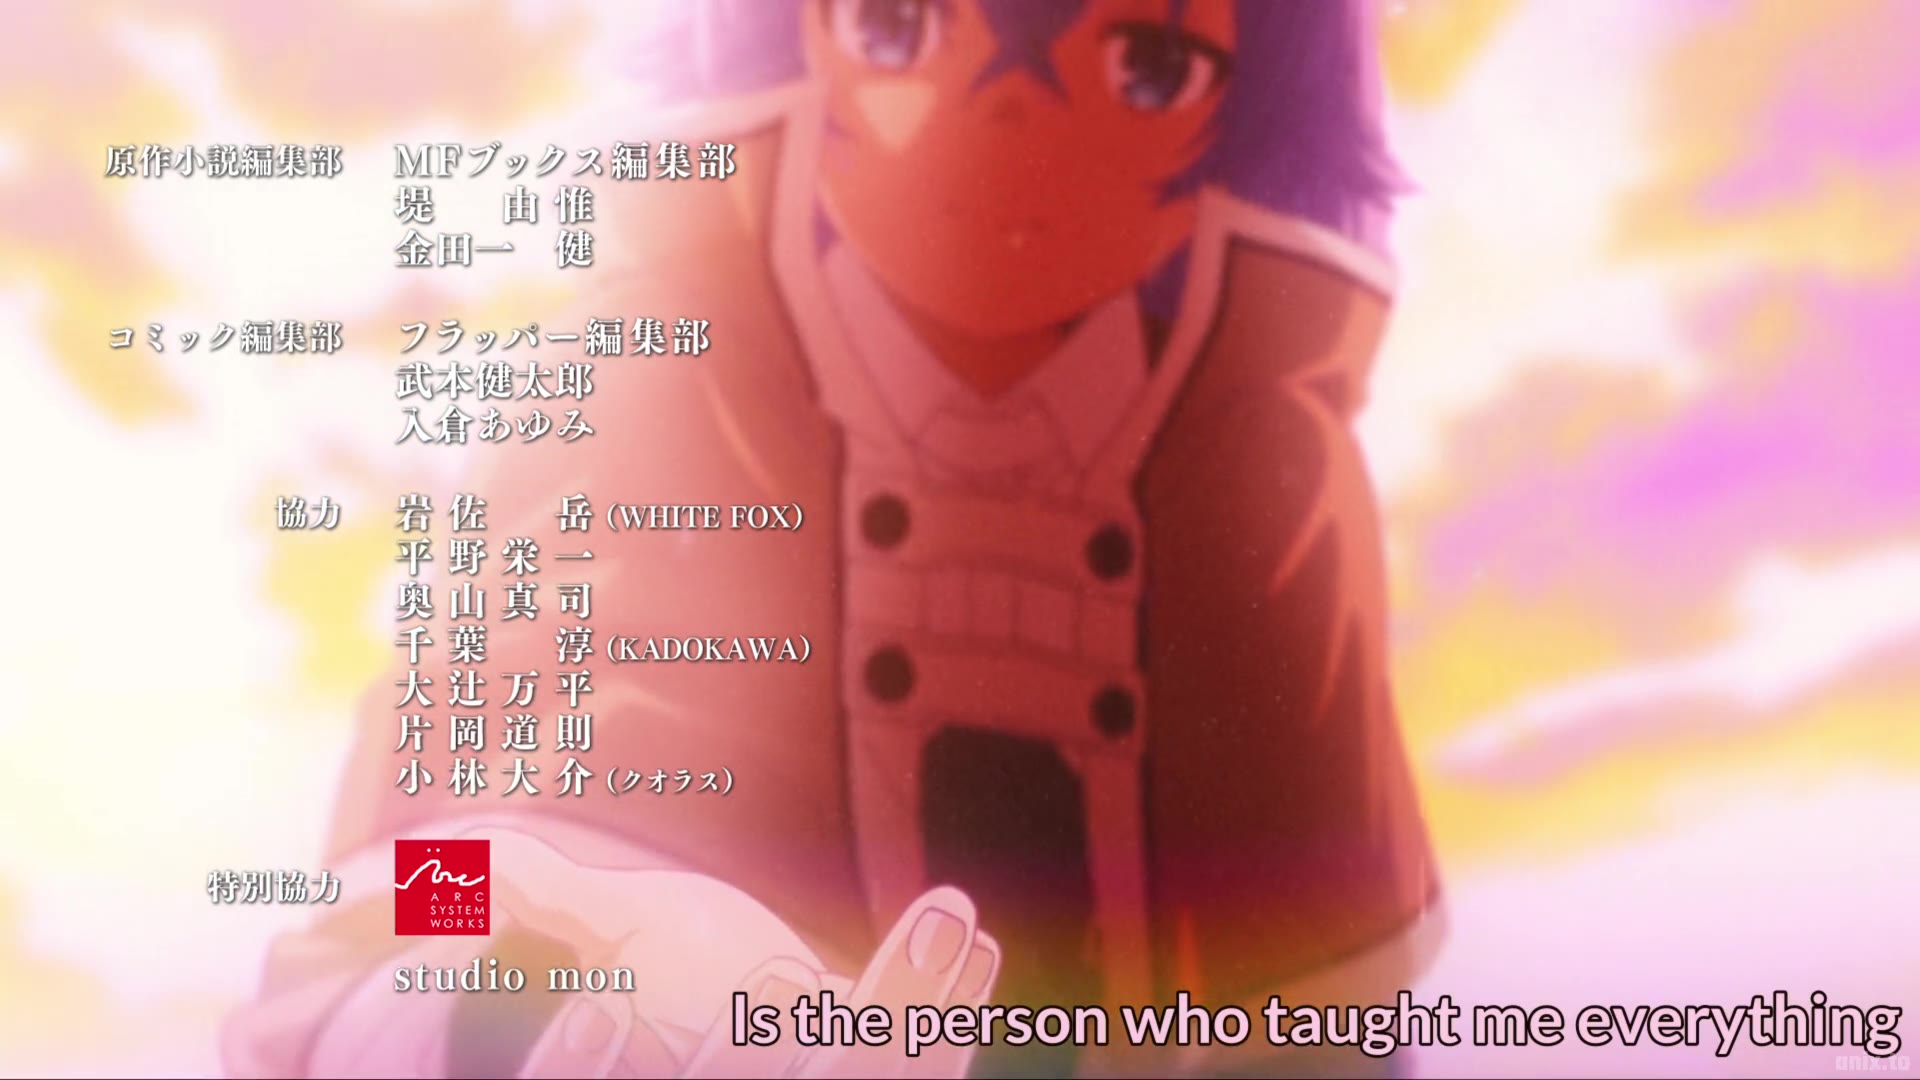 原作小説編集部 MFブックス編集部
堤 由惟
金田一 健
コミック編集部 フラッパー編集部
武本健太郎
入倉あゆみ
協力 岩佐 岳(WHITE FOX)
平野栄一
奥山真司
千葉 淳(KADOKAWA)
大辻万平
片岡道則
小林大介(クオラス)
特別協力
ARC
SYSTEM
WORKS
studio mon
Is the person who taught me everything
anix.to